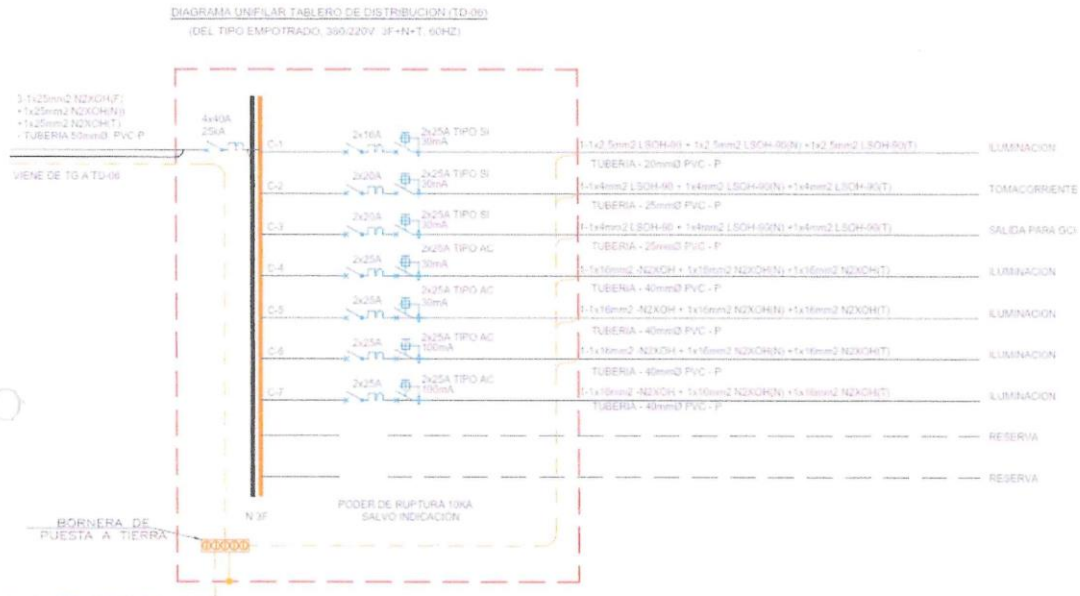 DIAGRAMA UNIFILAR TABLERO DE DISTRIBUCION (TD-06)
(DEL TIPO EMPOTRADO, 380/220V, 3F+N+T, 60HZ)
3-1x25mm2 N2XOH(F)
+1x25mm2 N2XOH(N)
+1x25mm2 N2XOH(T)
- TUBERIA 50mmØ PVC-P
VIENE DE TG A TD-06
4x40A
25kA
C-1
2x16A
2x25A TIPO SI
30mA
1-1x2.5mm2 LSOH-90 + 1x2.5mm2 LSOH-90(N) +1x2.5mm2 LSOH-90(T)
TUBERIA - 20mmØ PVC - P
ILUMINACION
C-2
2x20A
2x25A TIPO SI
30mA
1-1x4mm2 LSOH-90 + 1x4mm2 LSOH-90(N) +1x4mm2 LSOH-90(T)
TUBERIA - 25mmØ PVC - P
TOMACORRIENTE
C-3
2x20A
2x25A TIPO SI
30mA
1-1x4mm2 LSOH-90 + 1x4mm2 LSOH-90(N) +1x4mm2 LSOH-90(T)
TUBERIA - 25mmØ PVC - P
SALIDA PARA GCI
C-4
2x25A
2x25A TIPO AC
30mA
1-1x16mm2 -N2XOH + 1x16mm2 N2XOH(N) +1x16mm2 N2XOH(T)
TUBERIA - 40mmØ PVC - P
ILUMINACION
C-5
2x25A
2x25A TIPO AC
30mA
1-1x16mm2 -N2XOH + 1x16mm2 N2XOH(N) +1x16mm2 N2XOH(T)
TUBERIA - 40mmØ PVC - P
ILUMINACION
C-6
2x25A
2x25A TIPO AC
100mA
1-1x16mm2 -N2XOH + 1x16mm2 N2XOH(N) +1x16mm2 N2XOH(T)
TUBERIA - 40mmØ PVC - P
ILUMINACION
C-7
2x25A
2x25A TIPO AC
100mA
1-1x16mm2 -N2XOH + 1x16mm2 N2XOH(N) +1x16mm2 N2XOH(T)
TUBERIA - 40mmØ PVC - P
ILUMINACION
RESERVA
RESERVA
N 3F
PODER DE RUPTURA 10KA
SALVO INDICACION
BORNERA DE
PUESTA A TIERRA